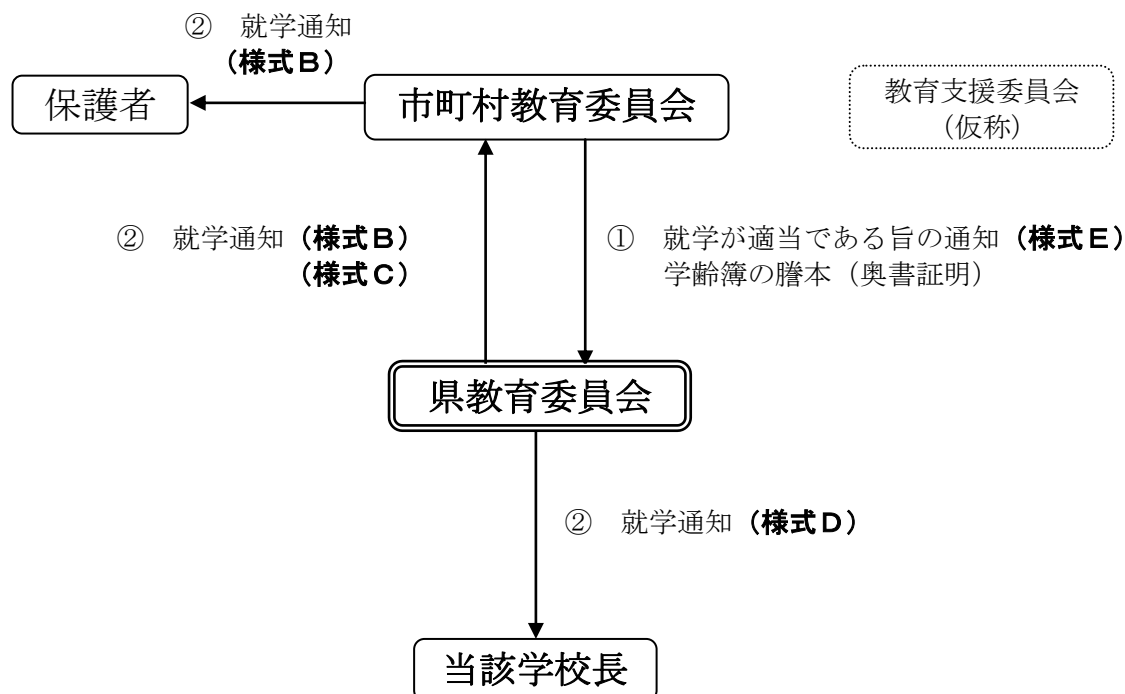 ② 就学通知
（様式Ｂ）
保護者
市町村教育委員会
教育支援委員会
（仮称）
② 就学通知（様式Ｂ）
（様式Ｃ）
① 就学が適当である旨の通知（様式Ｅ）
学齢簿の謄本（奥書証明）
県教育委員会
② 就学通知（様式Ｄ）
当該学校長